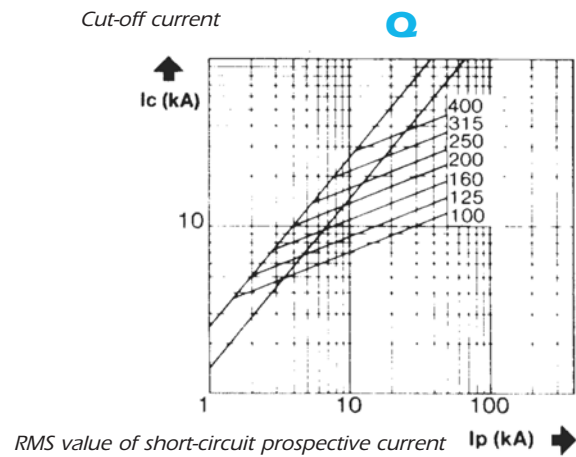 Cut-off current
Q
Ic (kA)
400
315
250
200
160
125
100
10
1 10 100
RMS value of short-circuit prospective current Ip (kA)